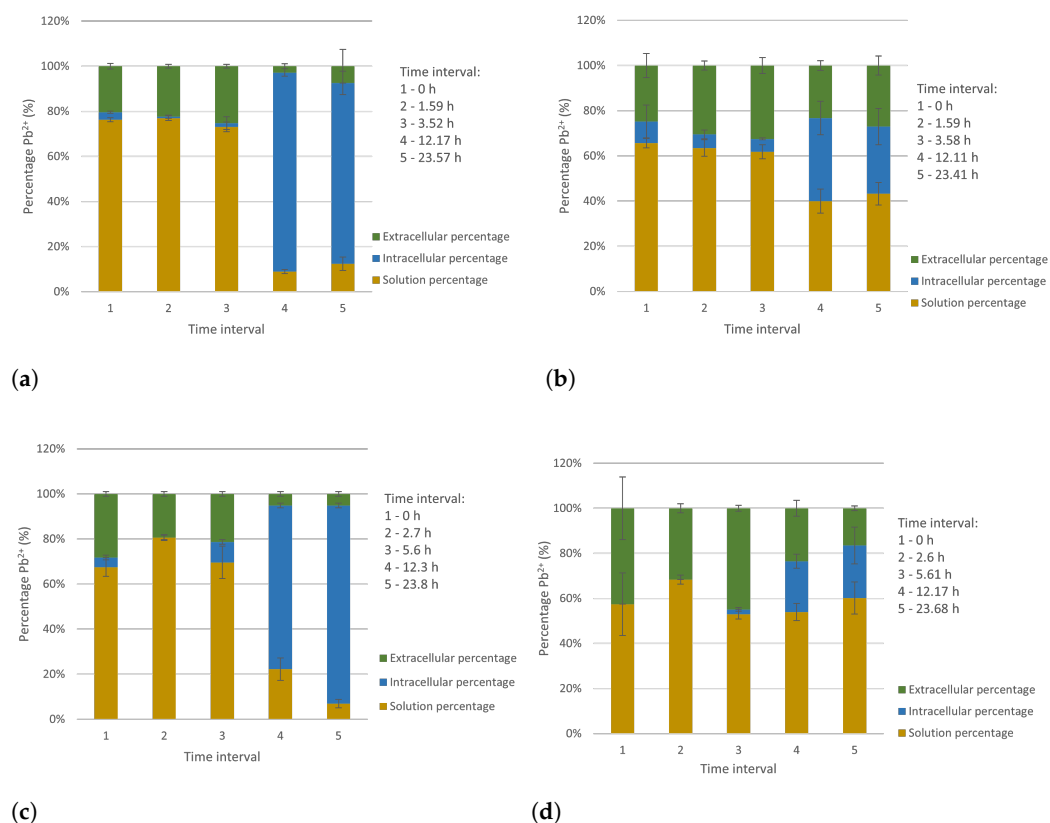 120%
100%
80%
60%
40%
20%
0%
Percentage Pb²⁺ (%)
1 2 3 4 5
Time interval
Time interval:
1 - 0 h
2 - 1.59 h
3 - 3.52 h
4 - 12.17 h
5 - 23.57 h
Extracellular percentage
Intracellular percentage
Solution percentage
(a)
120%
100%
80%
60%
40%
20%
0%
Percentage Pb²⁺ (%)
1 2 3 4 5
Time interval
Time interval:
1 - 0 h
2 - 1.59 h
3 - 3.58 h
4 - 12.11 h
5 - 23.41 h
Extracellular percentage
Intracellular percentage
Solution percentage
(b)
120%
100%
80%
60%
40%
20%
0%
Percentage Pb²⁺ (%)
1 2 3 4 5
Time interval
Time interval:
1 - 0 h
2 - 2.7 h
3 - 5.6 h
4 - 12.3 h
5 - 23.8 h
Extracellular percentage
Intracellular percentage
Solution percentage
(c)
120%
100%
80%
60%
40%
20%
0%
Percentage Pb²⁺ (%)
1 2 3 4 5
Time interval
Time interval:
1 - 0 h
2 - 2.6 h
3 - 5.61 h
4 - 12.17 h
5 - 23.68 h
Extracellular percentage
Intracellular percentage
Solution percentage
(d)